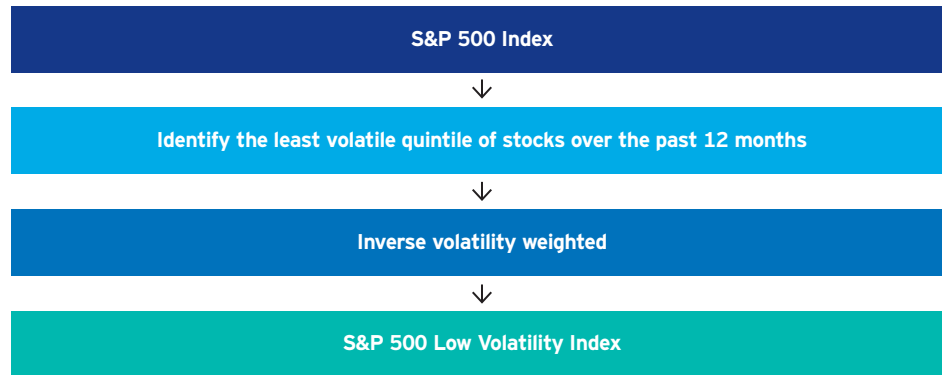 S&P 500 Index
Identify the least volatile quintile of stocks over the past 12 months
Inverse volatility weighted
S&P 500 Low Volatility Index